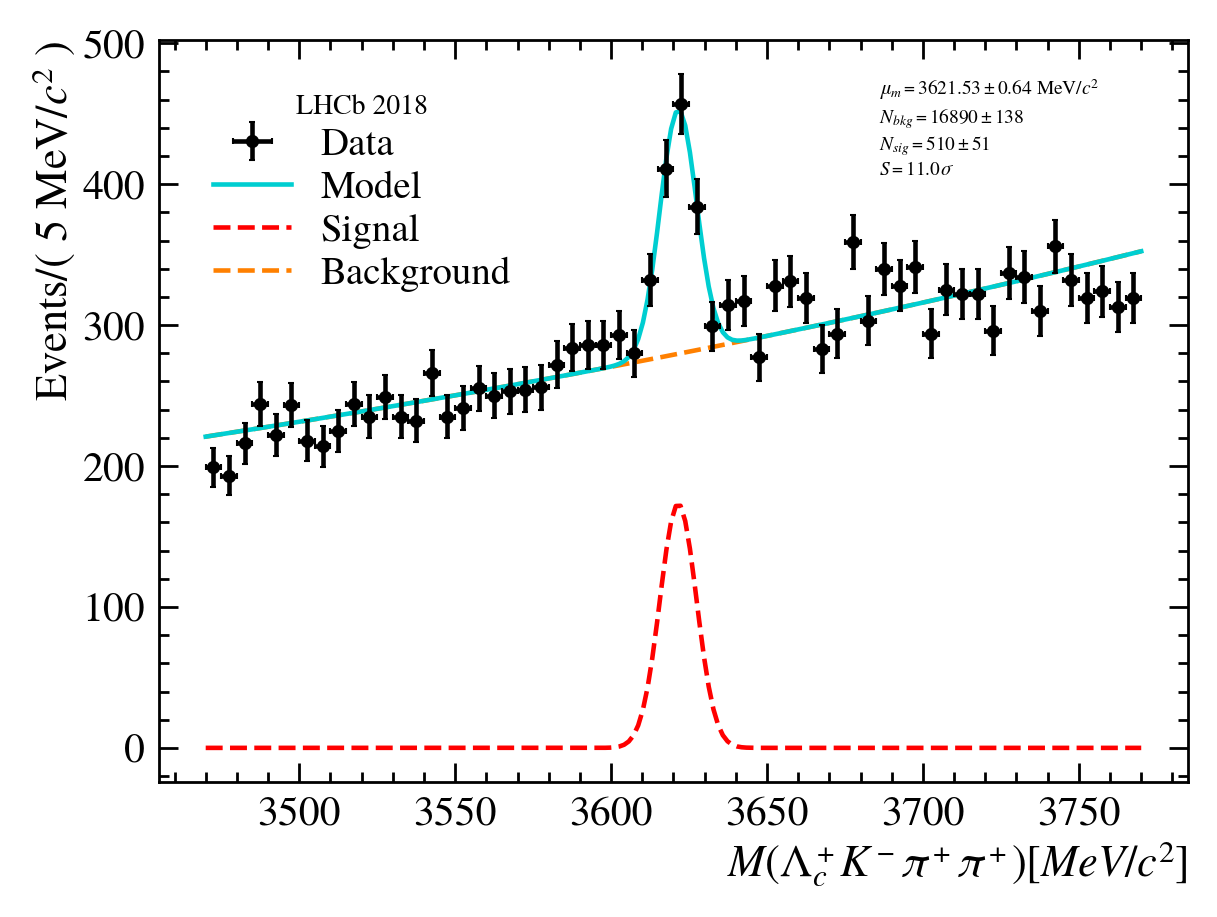 Events/( 5 MeV/c² )
500
400
300
200
100
0
LHCb 2018
Data
Model
Signal
Background
μₘ = 3621.53 ± 0.64 MeV/c²
N_bkg = 16890 ± 138
N_sig = 510 ± 51
S = 11.0σ
3500 3550 3600 3650 3700 3750
M(Λ_c⁺K⁻π⁺π⁺)[MeV/c²]